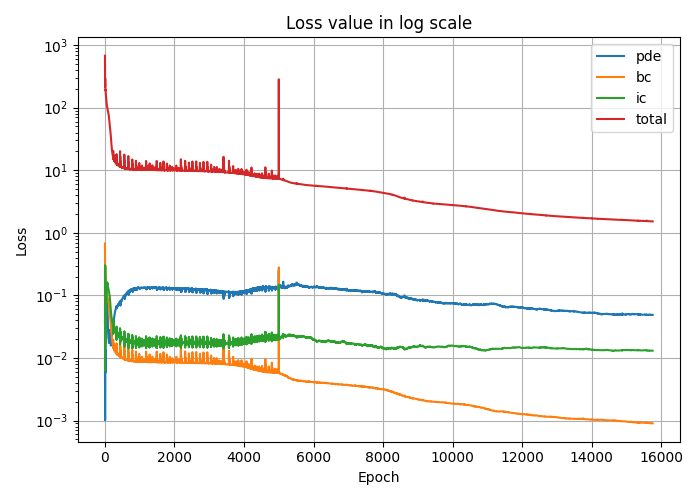 Loss value in log scale
10³
10²
10¹
10⁰
10⁻¹
10⁻²
10⁻³
Loss
pde
bc
ic
total
0 2000 4000 6000 8000 10000 12000 14000 16000
Epoch